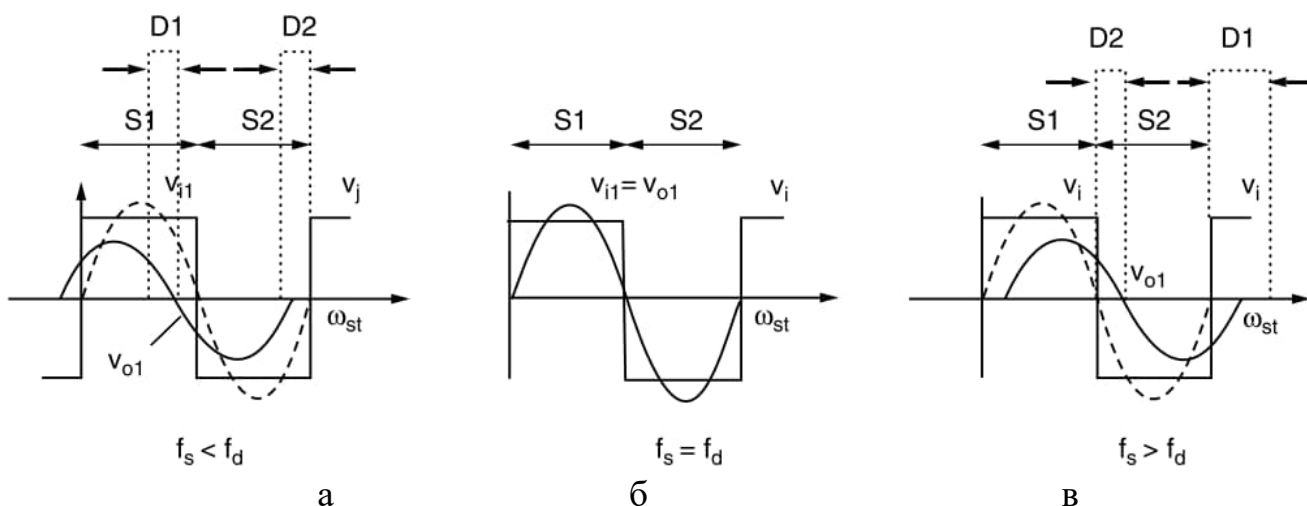 D1 D2
S1 S2
v_i1 v_j
v_o1
ω_st
f_s < f_d
а
S1 S2
v_i1 = v_o1 v_i
ω_st
f_s = f_d
б
D2 D1
S1 S2
v_i v_i
v_o1
ω_st
f_s > f_d
в